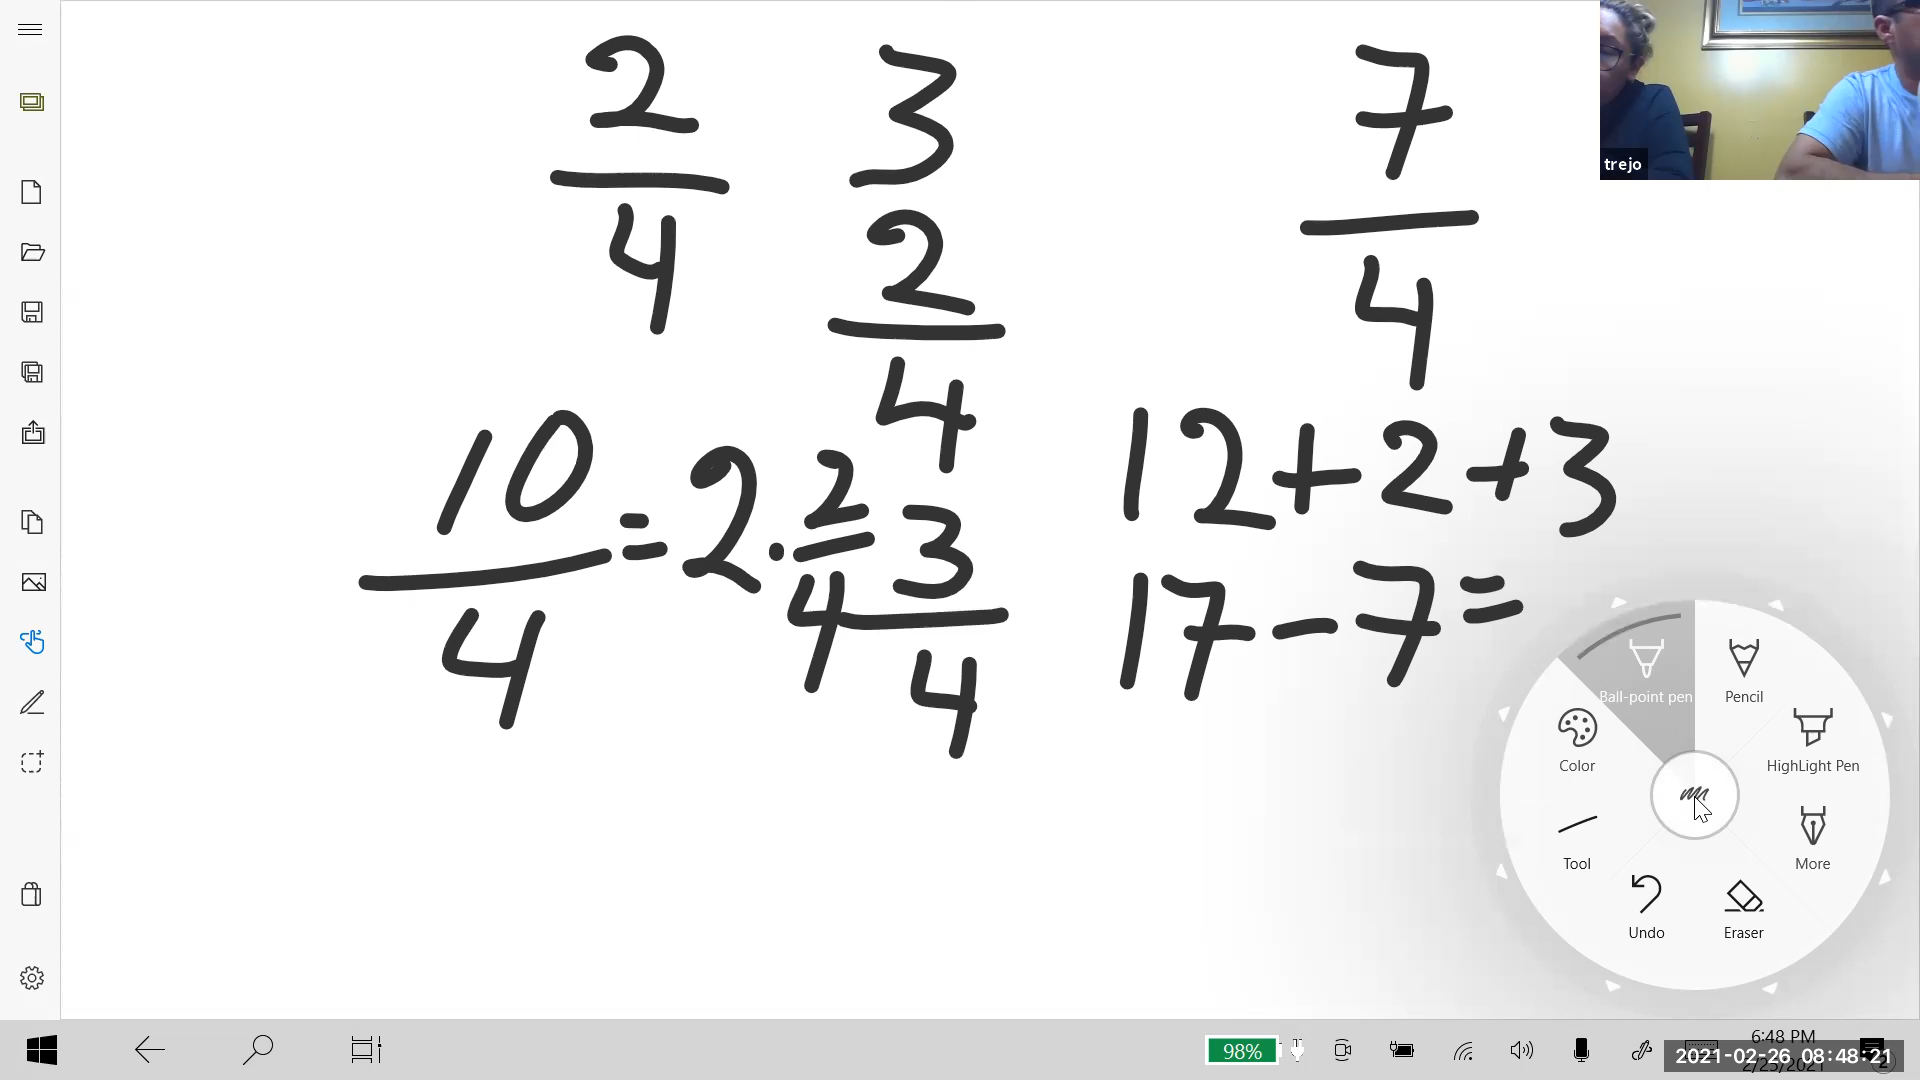 2 3 7
4 4
2
4
10 = 2 · 2 12 + 2 + 3
4 4
3 17 - 7 =
4
trejo
Ball-point pen
Pencil
Color
HighLight Pen
Tool
More
Undo
Eraser
98%
6:48 PM
2021-02-26 08:48:21